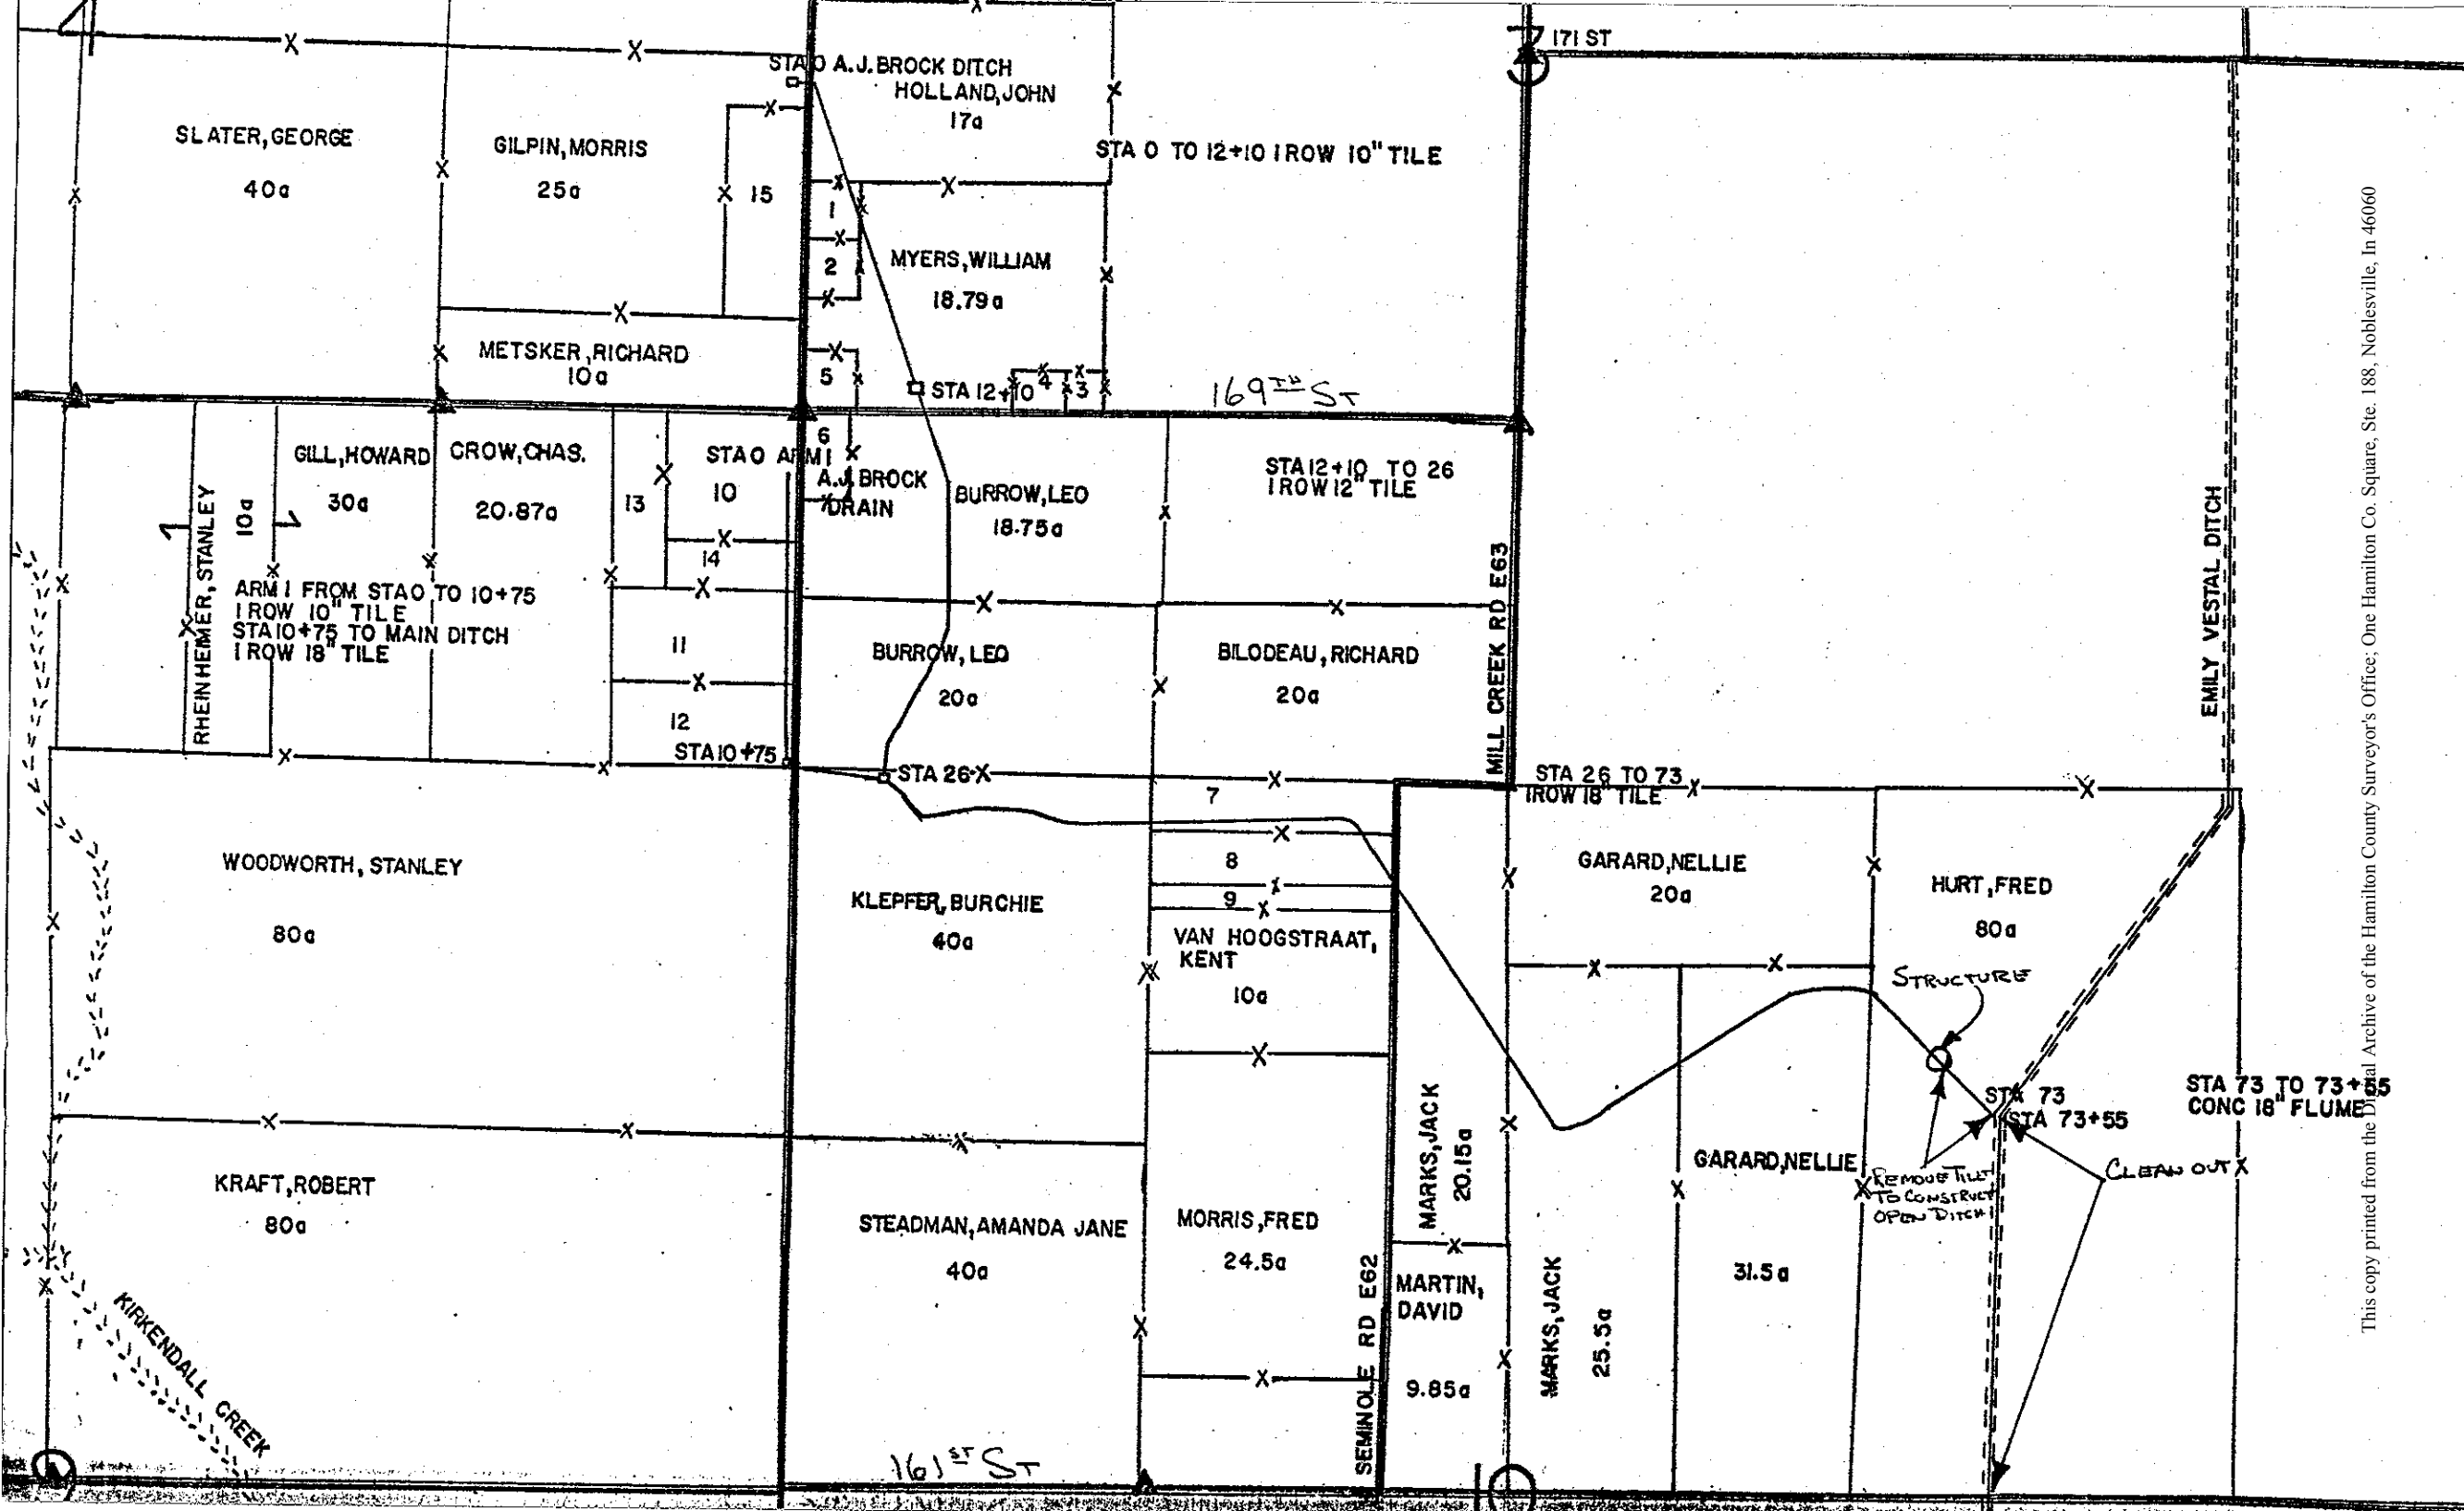 171 ST
STA 0 A.J. BROCK DITCH
HOLLAND, JOHN
17a
SLATER, GEORGE
40a
GILPIN, MORRIS
25a
15
STA 0 TO 12+10 1 ROW 10" TILE
1
2
MYERS, WILLIAM
18.79a
METSKER, RICHARD
10a
5
STA 12+10
4
3
169TH ST
GILL, HOWARD
30a
CROW, CHAS.
20.87a
RHEINHEIMER, STANLEY
10a
13
10
14
STA 0 ARM 1
A.J. BROCK
DRAIN
6
BURROW, LEO
18.75a
STA 12+10 TO 26
1 ROW 12" TILE
ARM 1 FROM STA 0 TO 10+75
1 ROW 10" TILE
STA 10+75 TO MAIN DITCH
1 ROW 18" TILE
11
12
STA 10+75
BURROW, LEO
20a
BILODEAU, RICHARD
20a
MILL CREEK RD E63
EMILY VESTAL DITCH
STA 26
STA 26 TO 73
1 ROW 18" TILE
7
8
9
WOODWORTH, STANLEY
80a
KLEPFER, BURCHIE
40a
VAN HOOGSTRAAT,
KENT
10a
GARARD, NELLIE
20a
HURT, FRED
80a
STRUCTURE
STA 73
STA 73+55
STA 73 TO 73+55
CONC 18" FLUME
REMOVE TILE
TO CONSTRUCT
OPEN DITCH
CLEAN OUT
KRAFT, ROBERT
80a
STEADMAN, AMANDA JANE
40a
MORRIS, FRED
24.5a
MARKS, JACK
20.15a
MARTIN,
DAVID
9.85a
MARKS, JACK
25.5a
GARARD, NELLIE
31.5a
SEMINOLE RD E62
KIRKENDALL CREEK
161ST ST
This copy printed from the Digital Archive of the Hamilton County Surveyor's Office; One Hamilton Co. Square, Ste. 188, Noblesville, In 46060